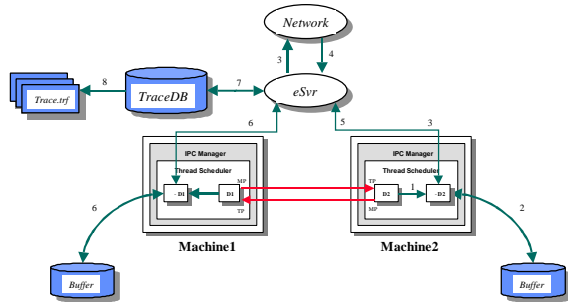 Network
3
4
8
7
Trace.trf
TraceDB
eSvr
6
5
3
IPC Manager
IPC Manager
Thread Scheduler
Thread Scheduler
MP
TP
~D1
D1
D2
1
~D2
TP
MP
6
2
Machine1
Machine2
Buffer
Buffer